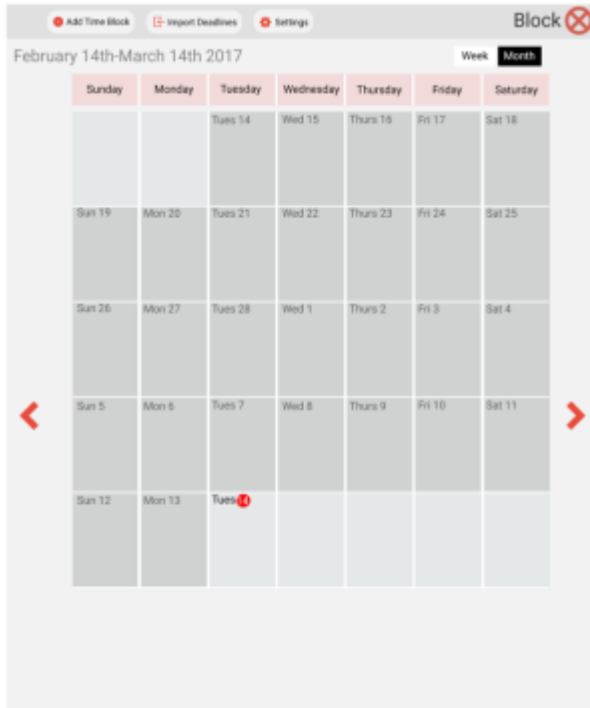 Add Time Block Import Deadlines Settings Block
February 14th-March 14th 2017 Week Month
Sunday Monday Tuesday Wednesday Thursday Friday Saturday
Tues 14 Wed 15 Thurs 16 Fri 17 Sat 18
Sun 19 Mon 20 Tues 21 Wed 22 Thurs 23 Fri 24 Sat 25
Sun 26 Mon 27 Tues 28 Wed 1 Thurs 2 Fri 3 Sat 4
Sun 5 Mon 6 Tues 7 Wed 8 Thurs 9 Fri 10 Sat 11
Sun 12 Mon 13 Tues 14